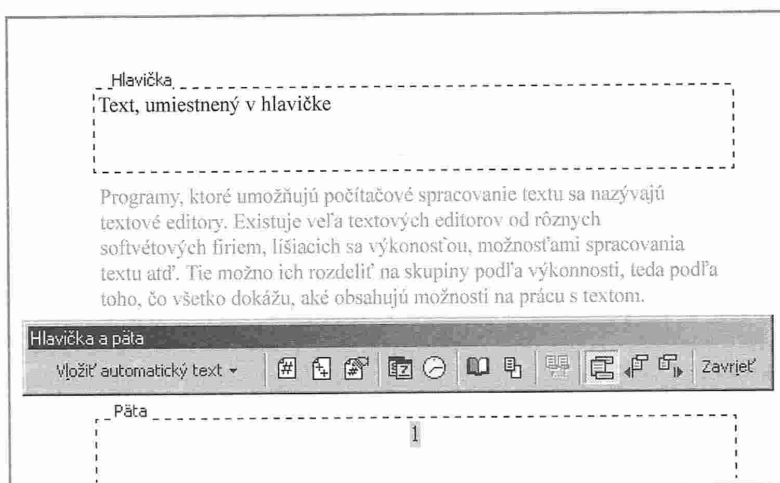 Hlavička
Text, umiestnený v hlavičke
Programy, ktoré umožňujú počítačové spracovanie textu sa nazývajú
textové editory. Existuje veľa textových editorov od rôznych
softvétových firiem, líšiacich sa výkonosťou, možnosťami spracovania
textu atď. Tie možno ich rozdeliť na skupiny podľa výkonnosti, teda podľa
toho, čo všetko dokážu, aké obsahujú možnosti na prácu s textom.
Hlavička a päta
Vložiť automatický text
Zavrieť
Päta
1